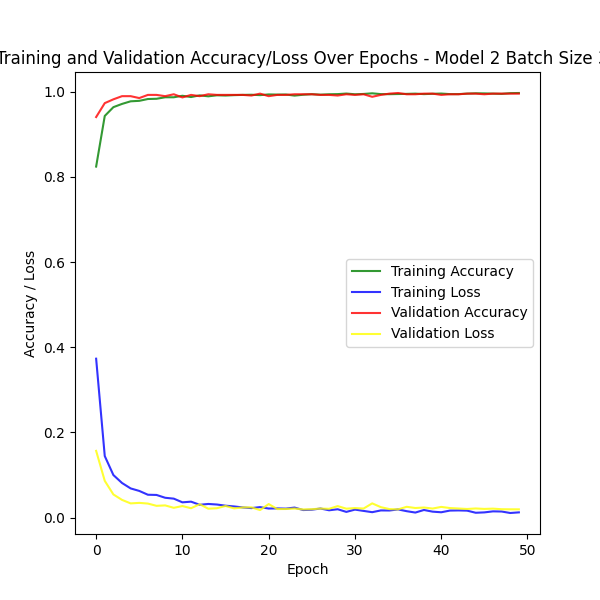 Training and Validation Accuracy/Loss Over Epochs - Model 2 Batch Size
1.0
0.8
0.6
0.4
0.2
0.0
Accuracy / Loss
Training Accuracy
Training Loss
Validation Accuracy
Validation Loss
0 10 20 30 40 50
Epoch